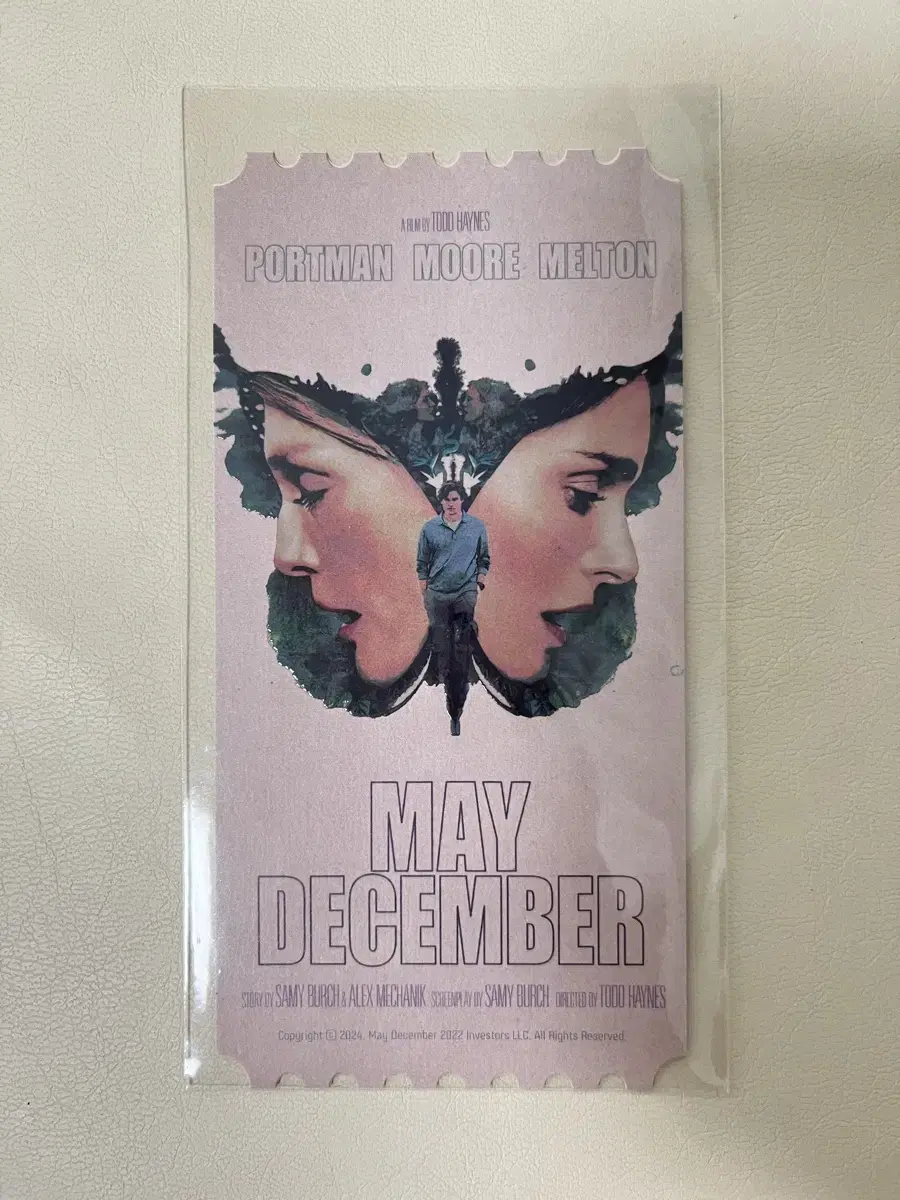 A FILM BY TODD HAYNES
PORTMAN MOORE MELTON
MAY
DECEMBER
STORY BY SAMY BURCH & ALEX MECHANIK SCREENPLAY BY SAMY BURCH DIRECTED BY TODD HAYNES
Copyright ⓒ 2024. May December 2022 Investors LLC. All Rights Reserved.